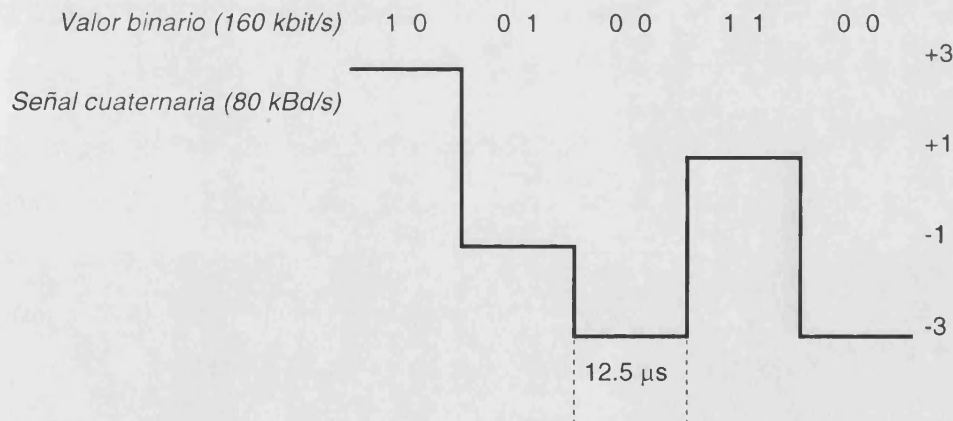 Valor binario (160 kbit/s) 1 0 0 1 0 0 1 1 0 0
+3
Señal cuaternaria (80 kBd/s)
+1
-1
-3
12.5 μs